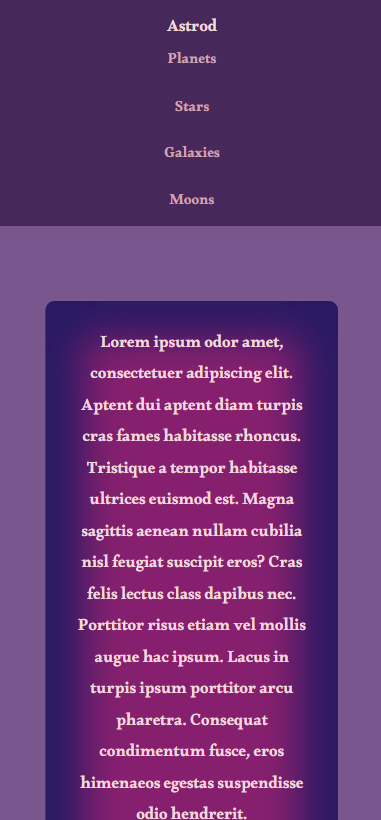 Astrod
Planets
Stars
Galaxies
Moons
Lorem ipsum odor amet,
consectetuer adipiscing elit.
Aptent dui aptent diam turpis
cras fames habitasse rhoncus.
Tristique a tempor habitasse
ultrices euismod est. Magna
sagittis aenean nullam cubilia
nisl feugiat suscipit eros? Cras
felis lectus class dapibus nec.
Porttitor risus etiam vel mollis
augue hac ipsum. Lacus in
turpis ipsum porttitor arcu
pharetra. Consequat
condimentum fusce, eros
himenaeos egestas suspendisse
odio hendrerit.